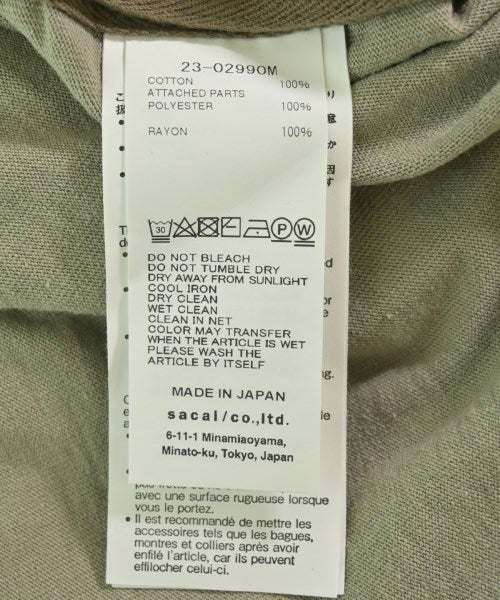 23-02990M
COTTON 100%
ATTACHED PARTS
POLYESTER 100%
RAYON 100%
30
P W
DO NOT BLEACH
DO NOT TUMBLE DRY
DRY AWAY FROM SUNLIGHT
COOL IRON
DRY CLEAN
WET CLEAN
CLEAN IN NET
COLOR MAY TRANSFER
WHEN THE ARTICLE IS WET
PLEASE WASH THE
ARTICLE BY ITSELF
MADE IN JAPAN
sacai/co.,ltd.
6-11-1 Minamiaoyama,
Minato-ku, Tokyo, Japan
avec une surface rugueuse lorsque
vous le portez.
• Il est recommandé de mettre les
accessoires tels que les bagues,
montres et colliers après avoir
enfilé l'article, car ils peuvent
effilocher celui-ci.